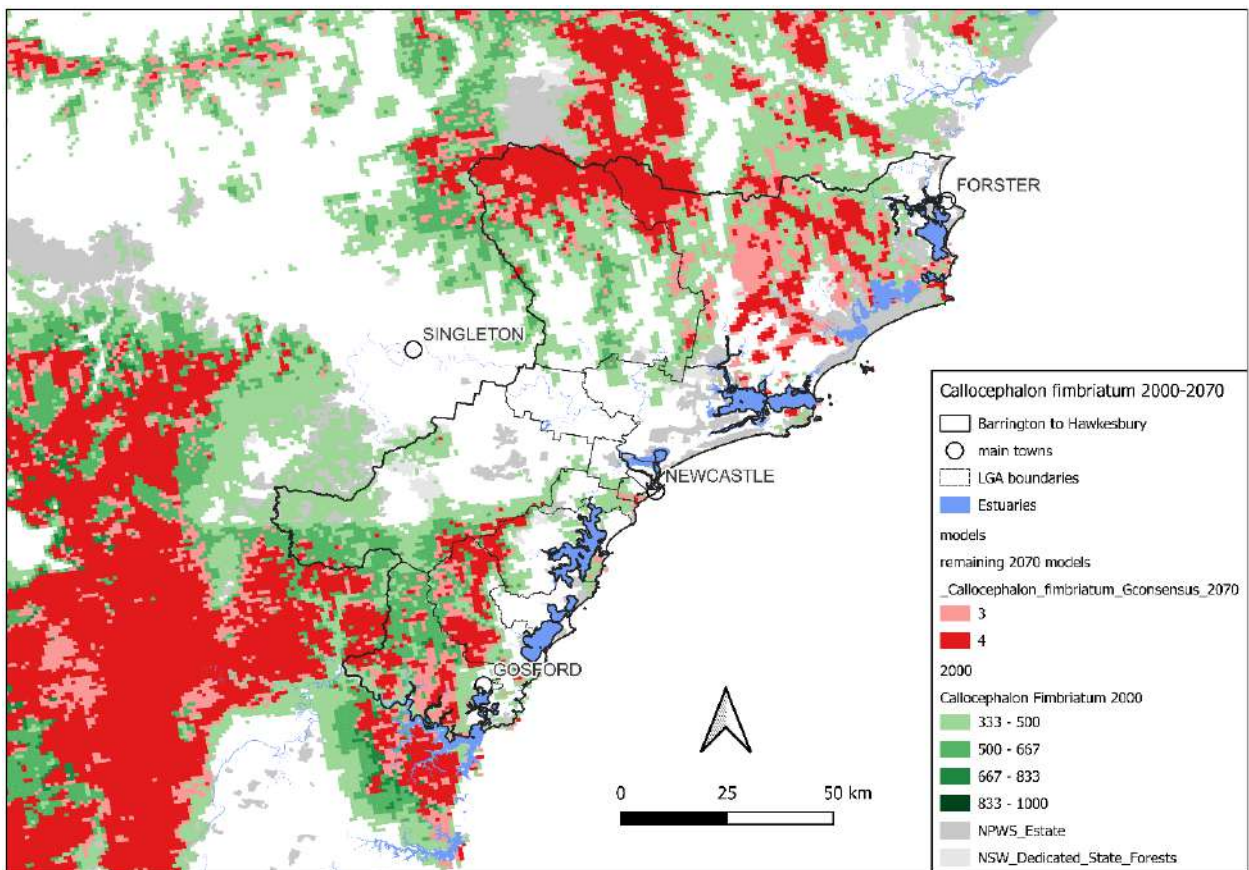 FORSTER
SINGLETON
NEWCASTLE
GOSFORD
0 25 50 km
Callocephalon fimbriatum 2000-2070
Barrington to Hawkesbury
main towns
LGA boundaries
Estuaries
models
remaining 2070 models
_Callocephalon_fimbriatum_Gconsensus_2070
3
4
2000
Callocephalon Fimbriatum 2000
333 - 500
500 - 667
667 - 833
833 - 1000
NPWS_Estate
NSW_Dedicated_State_Forests